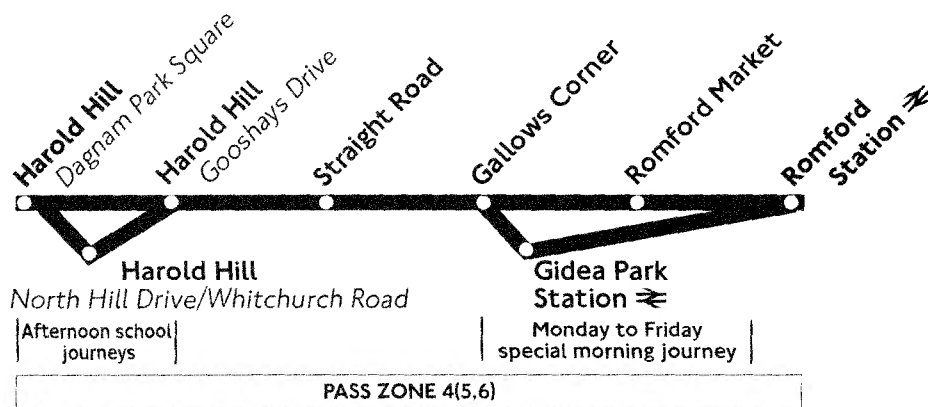 Harold Hill
Dagnam Park Square
Harold Hill
Gooshays Drive
Straight Road
Gallows Corner
Romford Market
Romford
Station
Harold Hill
North Hill Drive/Whitchurch Road
Gidea Park
Station
Afternoon school
journeys
Monday to Friday
special morning journey
PASS ZONE 4(5,6)